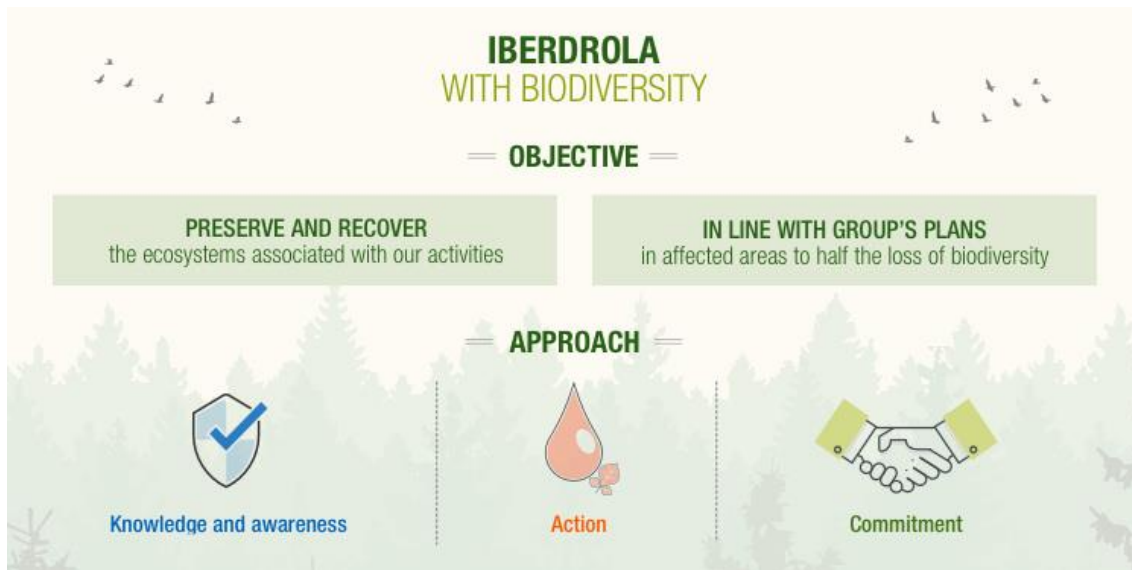 IBERDROLA
WITH BIODIVERSITY
OBJECTIVE
PRESERVE AND RECOVER
the ecosystems associated with our activities
IN LINE WITH GROUP'S PLANS
in affected areas to half the loss of biodiversity
APPROACH
Knowledge and awareness
Action
Commitment